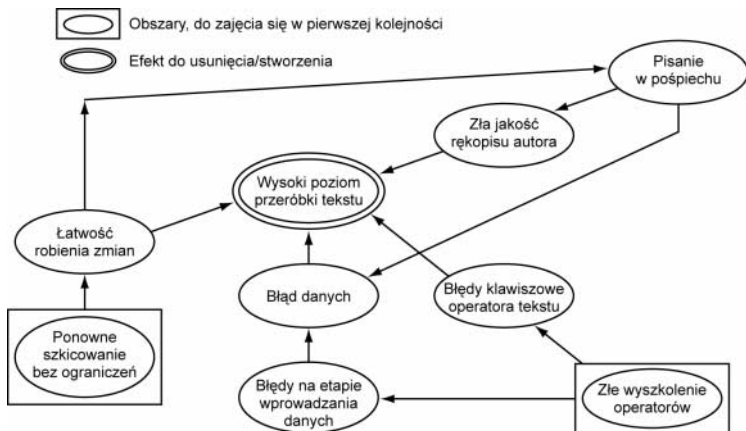 Obszary, do zajęcia się w pierwszej kolejności
Efekt do usunięcia/stworzenia
Pisanie
w pośpiechu
Zła jakość
rękopisu autora
Wysoki poziom
przeróbki tekstu
Łatwość
robienia zmian
Błąd danych
Błędy klawiszowe
operatora tekstu
Ponowne
szkicowanie
bez ograniczeń
Błędy na etapie
wprowadzania
danych
Złe wyszkolenie
operatorów